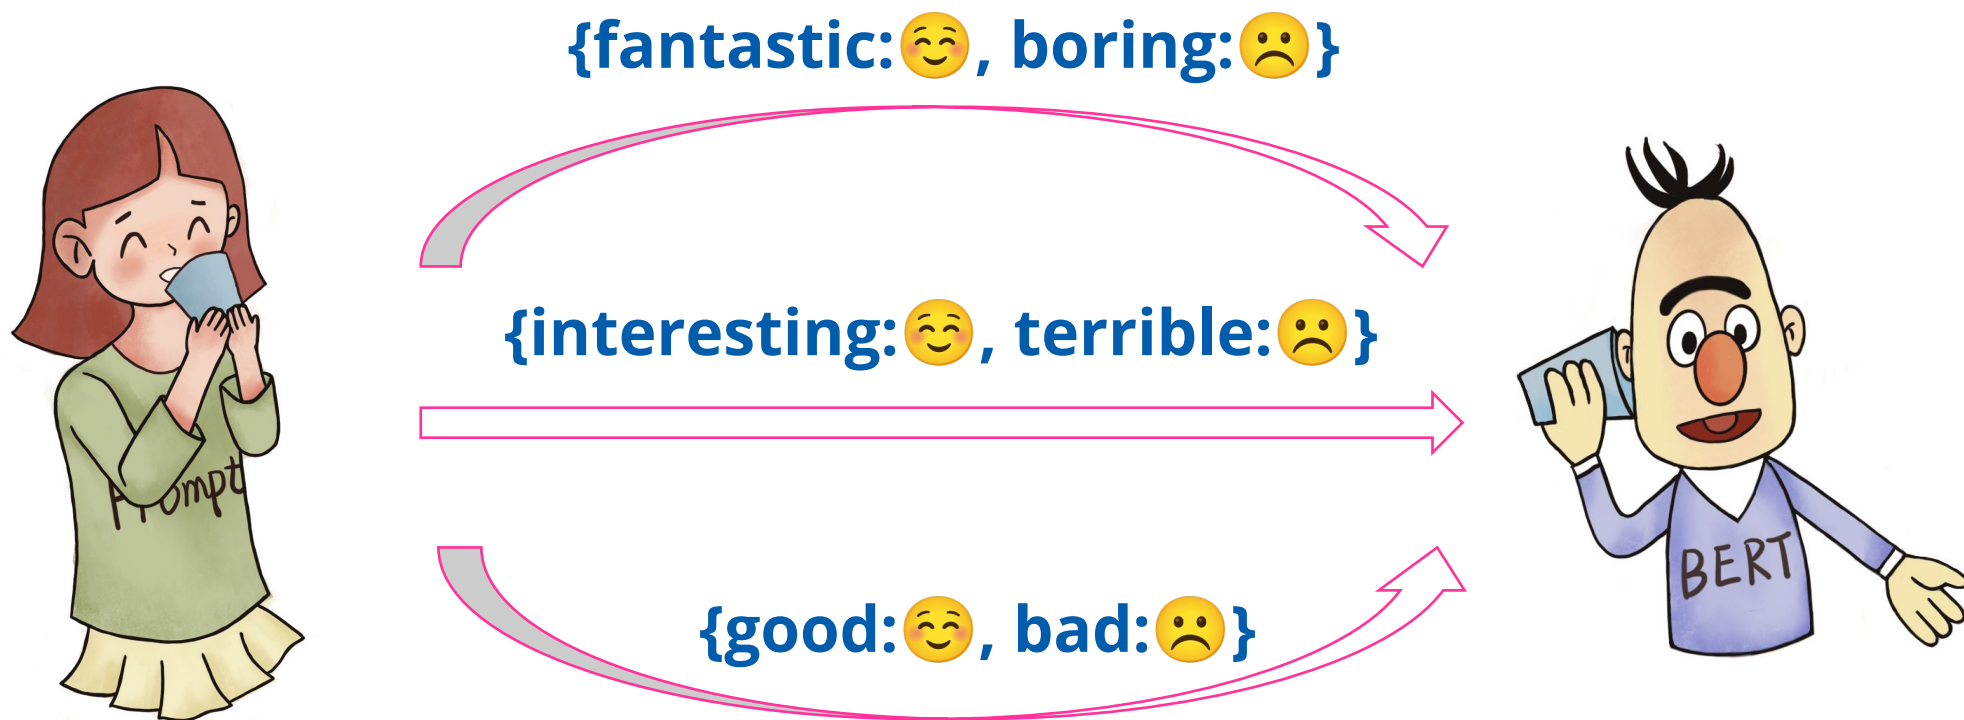 {fantastic:☺️, boring:☹️}
{interesting:☺️, terrible:☹️}
Prompt
BERT
{good:☺️, bad:☹️}